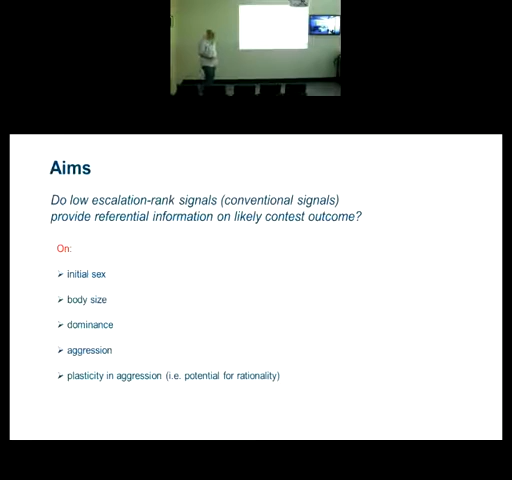 Aims
Do low escalation-rank signals (conventional signals)
provide referential information on likely contest outcome?
On:
➢ initial sex
➢ body size
➢ dominance
➢ aggression
➢ plasticity in aggression (i.e. potential for rationality)